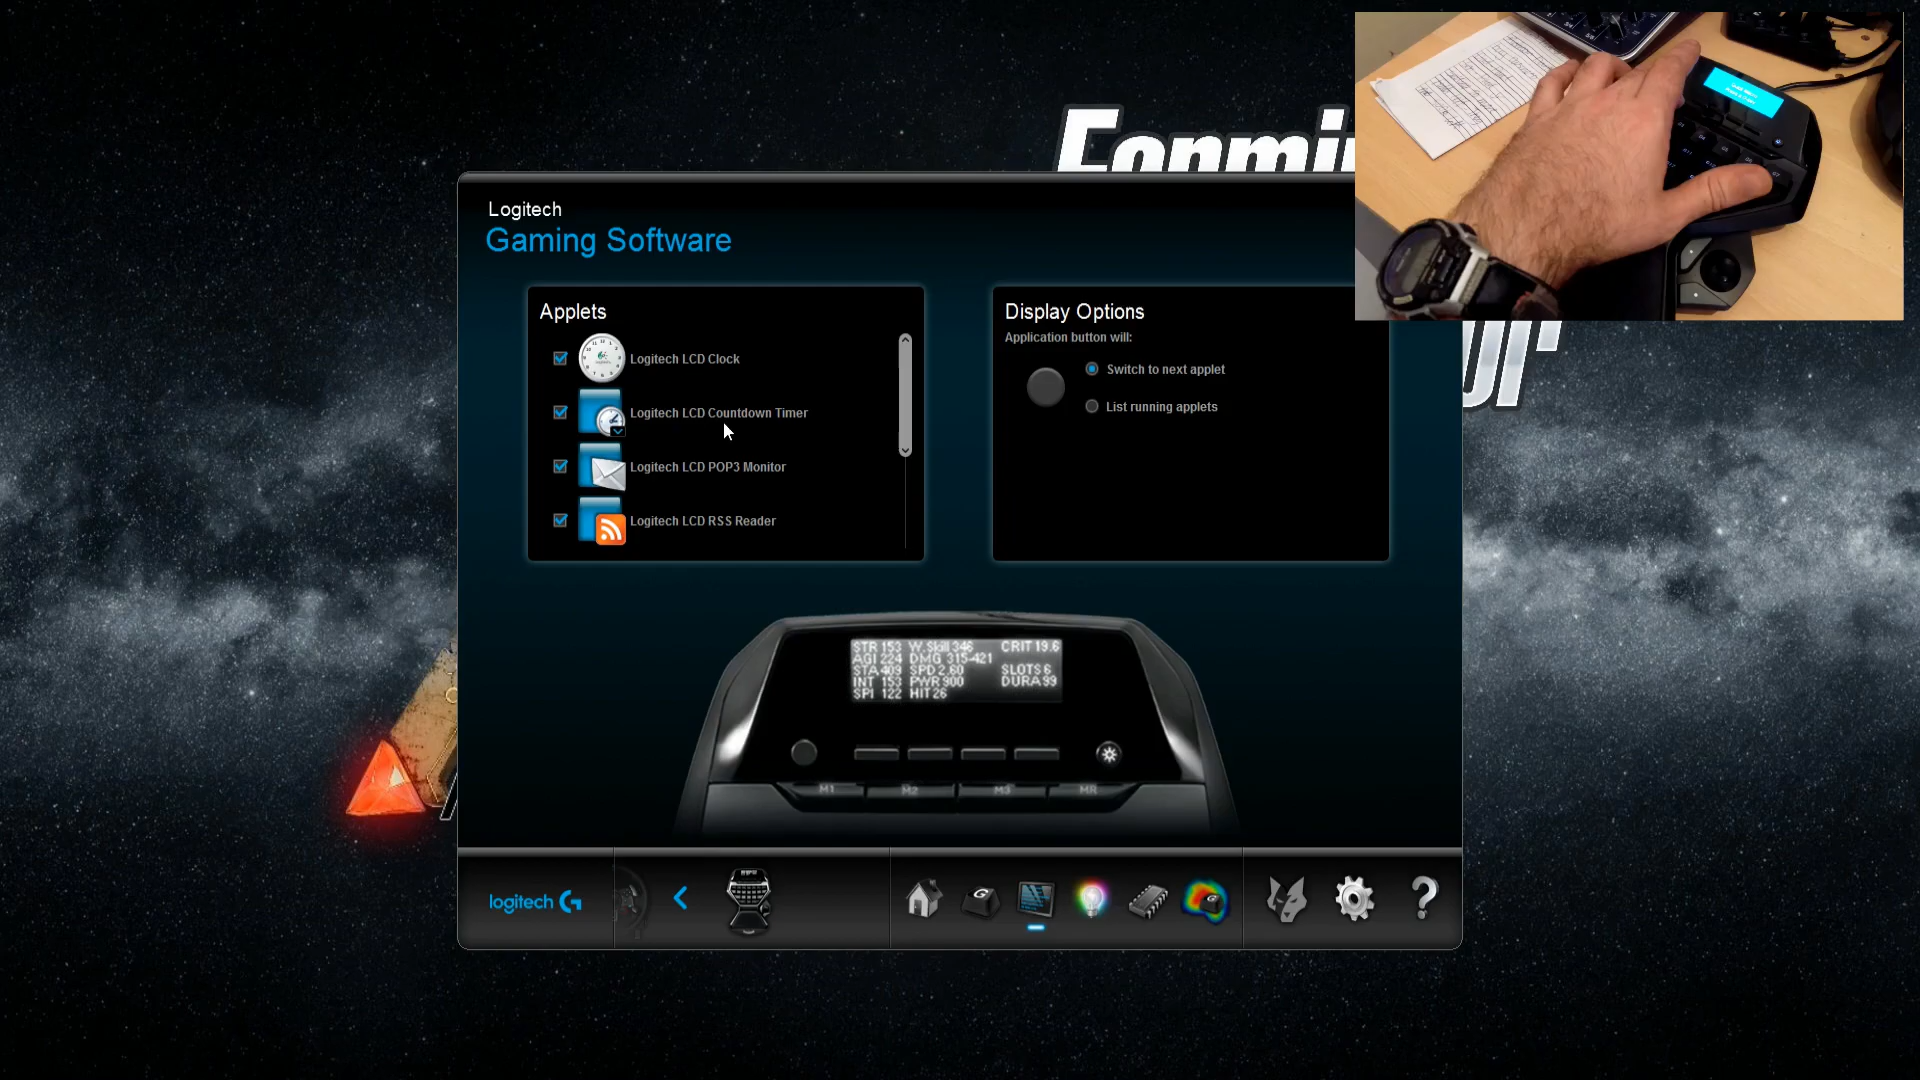 Logitech
Gaming Software
Applets
Logitech LCD Clock
Logitech LCD Countdown Timer
Logitech LCD POP3 Monitor
Logitech LCD RSS Reader
Display Options
Application button will:
Switch to next applet
List running applets
STR 153 W.Skill 346 CRIT 19.6
AGI 224 DMG 315-421
STA 409 SPD 2.60 SLOTS 6
INT 153 PWR 900 DURA 99
SPI 122 HIT 26
M1 M2 M3 MR
logitech G
G
?